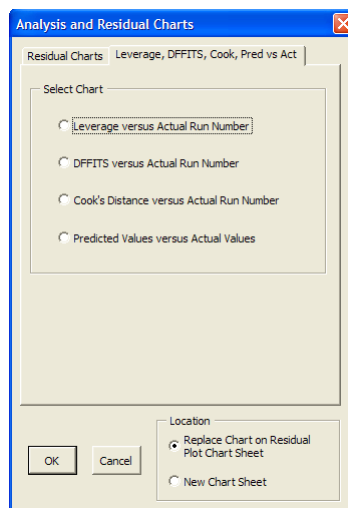 Analysis and Residual Charts
Residual Charts
Leverage, DFFITS, Cook, Pred vs Act
Select Chart
Leverage versus Actual Run Number
DFFITS versus Actual Run Number
Cook's Distance versus Actual Run Number
Predicted Values versus Actual Values
OK
Cancel
Location
Replace Chart on Residual
Plot Chart Sheet
New Chart Sheet